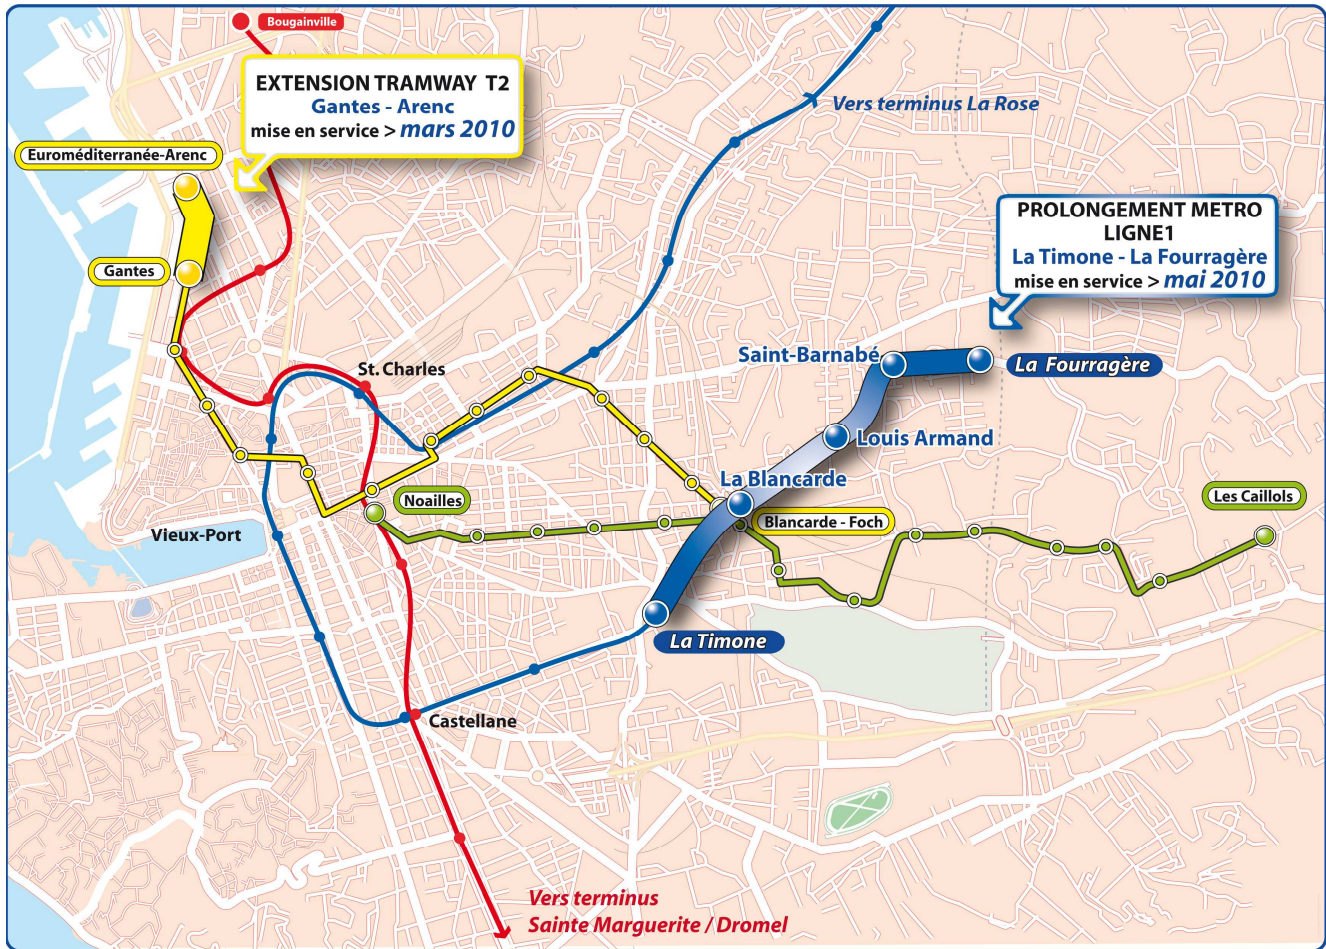 Bougainville
EXTENSION TRAMWAY T2
Gantes - Arenc
mise en service > mars 2010
Vers terminus La Rose
Euroméditerranée-Arenc
PROLONGEMENT METRO
LIGNE1
La Timone - La Fourragère
mise en service > mai 2010
Gantes
Saint-Barnabé
La Fourragère
St. Charles
Louis Armand
La Blancarde
Noailles
Les Caillols
Blancarde - Foch
Vieux-Port
La Timone
Castellane
Vers terminus
Sainte Marguerite / Dromel